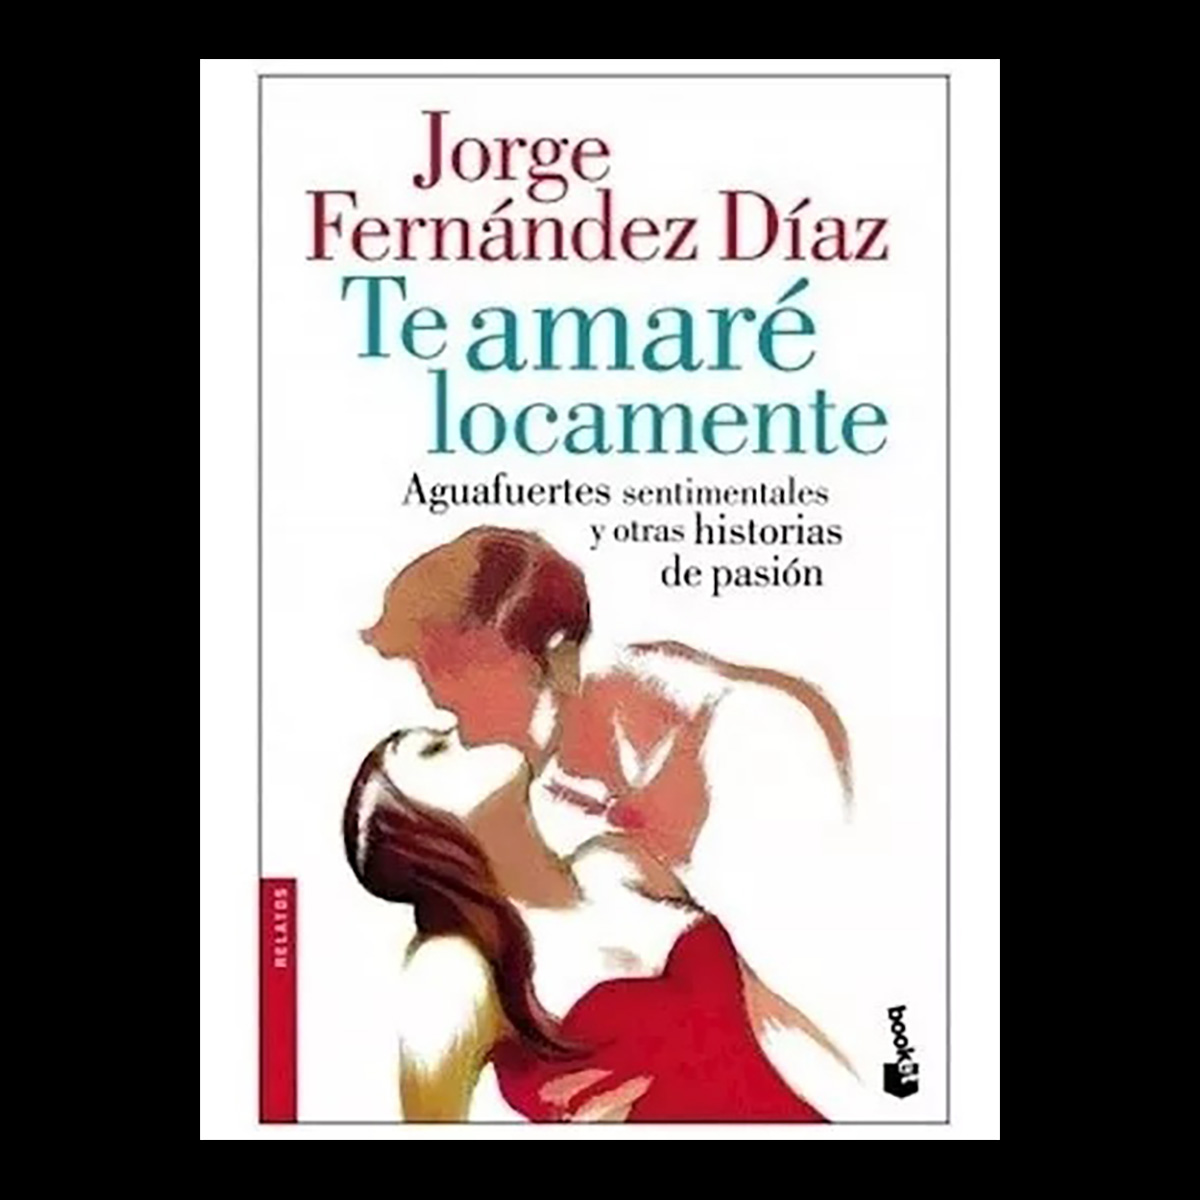 Jorge
Fernández Díaz
Te amaré
locamente
Aguafuertes sentimentales
y otras historias
de pasión
RELATOS
booket